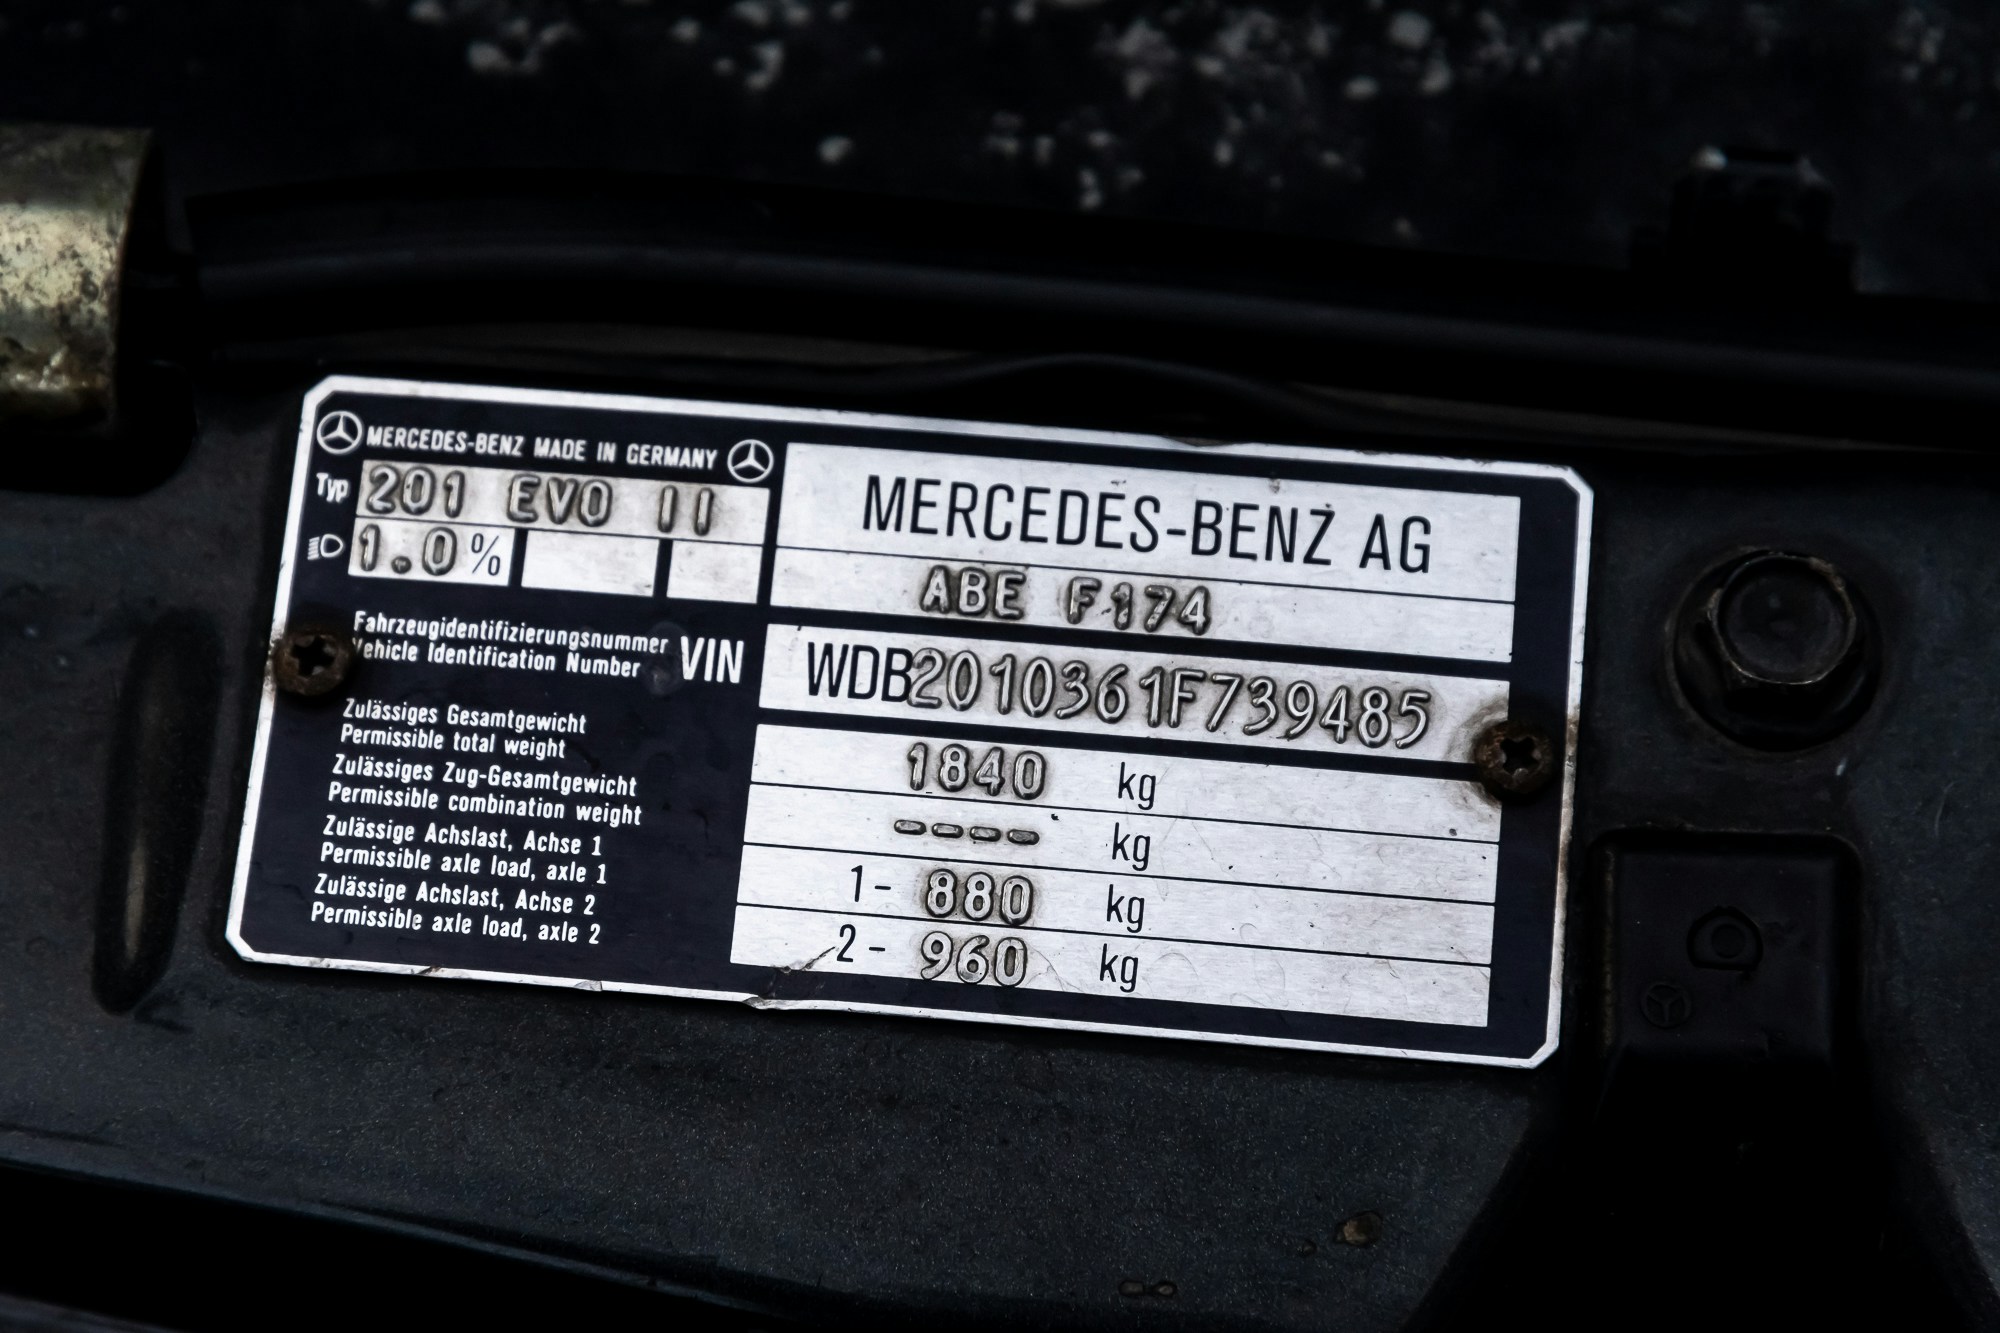 MERCEDES-BENZ MADE IN GERMANY
Typ 201 EVO II
1.0 %
MERCEDES-BENZ AG
ABE F174
Fahrzeugidentifizierungsnummer
Vehicle Identification Number
VIN
WDB2010361F739485
Zulässiges Gesamtgewicht
Permissible total weight
1840 kg
Zulässiges Zug-Gesamtgewicht
Permissible combination weight
---- kg
Zulässige Achslast, Achse 1
Permissible axle load, axle 1
1- 880 kg
Zulässige Achslast, Achse 2
Permissible axle load, axle 2
2- 960 kg